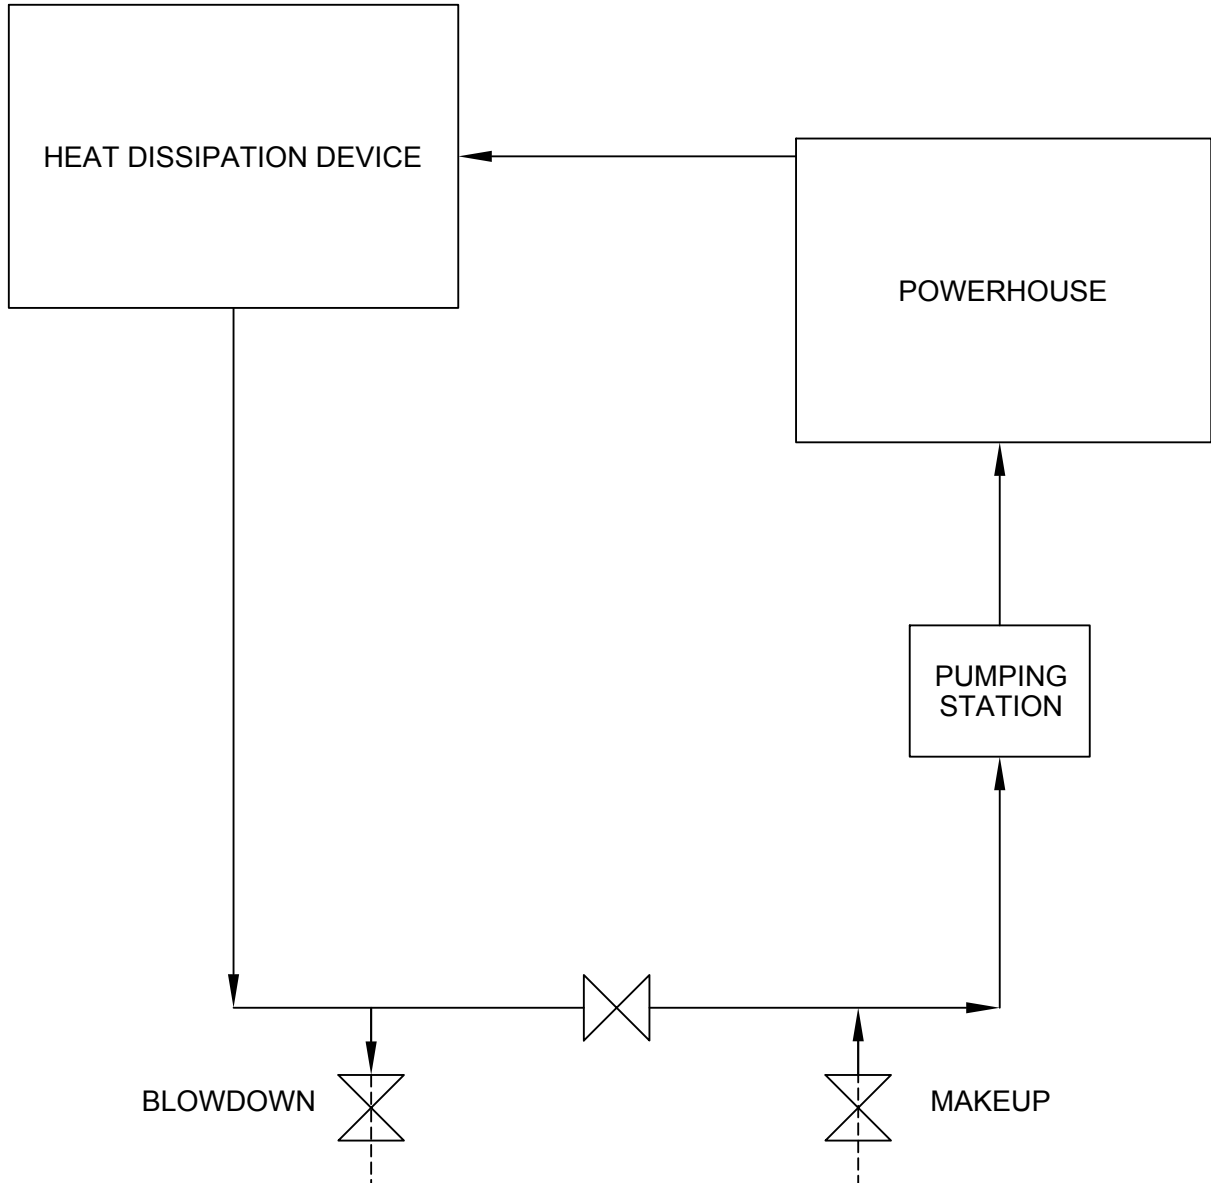 HEAT DISSIPATION DEVICE
POWERHOUSE
PUMPING
STATION
BLOWDOWN
MAKEUP